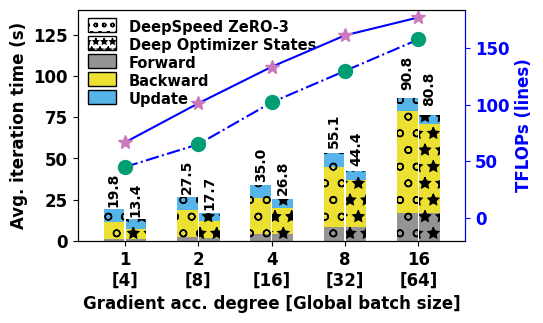 DeepSpeed ZeRO-3
Deep Optimizer States
Forward
Backward
Update
Avg. iteration time (s)
125
100
75
50
25
0
TFLOPs (lines)
150
100
50
0
19.8
13.4
27.5
17.7
35.0
26.8
55.1
44.4
90.8
80.8
1 2 4 8 16
[4] [8] [16] [32] [64]
Gradient acc. degree [Global batch size]